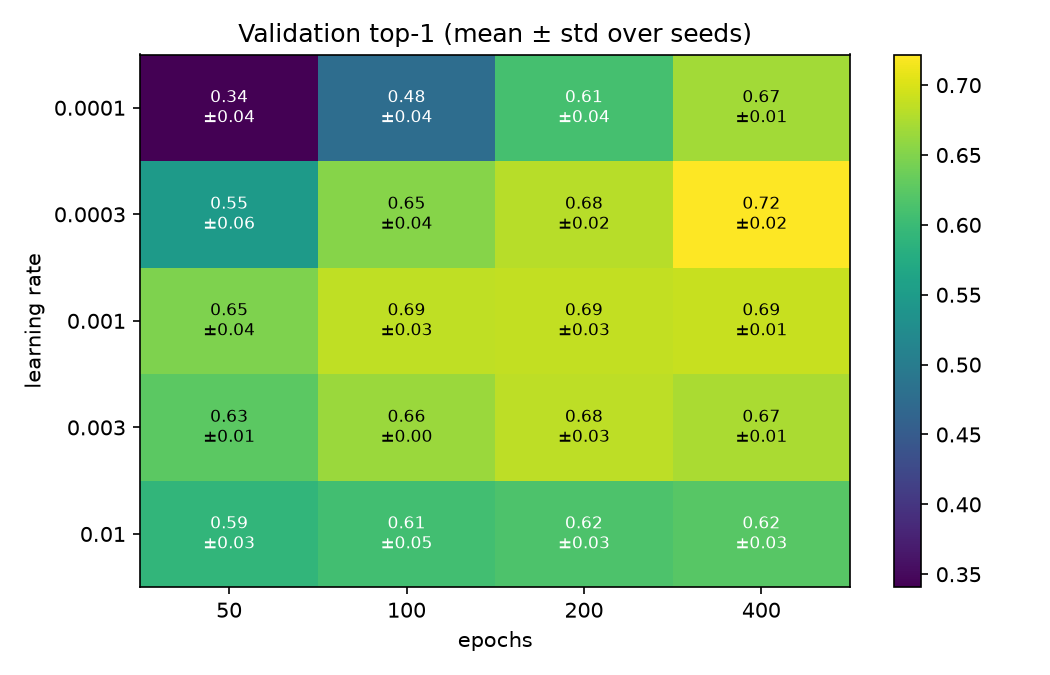 Validation top-1 (mean ± std over seeds)
learning rate
0.0001
0.34 0.48 0.61 0.67
±0.04 ±0.04 ±0.04 ±0.01
0.0003
0.55 0.65 0.68 0.72
±0.06 ±0.04 ±0.02 ±0.02
0.001
0.65 0.69 0.69 0.69
±0.04 ±0.03 ±0.03 ±0.01
0.003
0.63 0.66 0.68 0.67
±0.01 ±0.00 ±0.03 ±0.01
0.01
0.59 0.61 0.62 0.62
±0.03 ±0.05 ±0.03 ±0.03
50 100 200 400
epochs
0.70
0.65
0.60
0.55
0.50
0.45
0.40
0.35